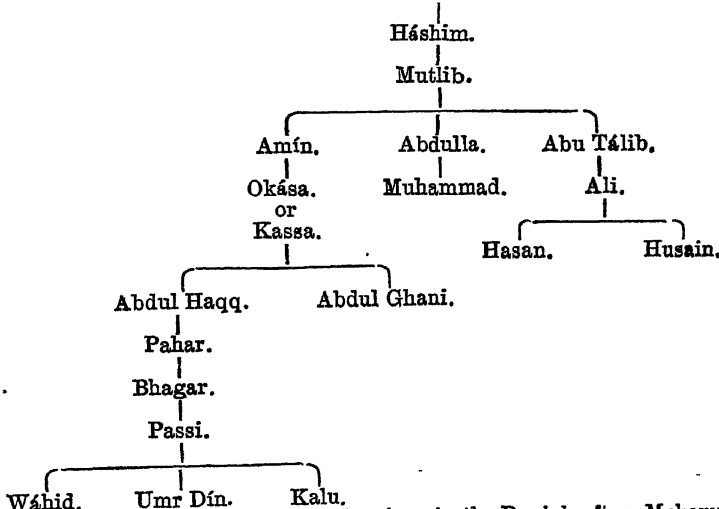 Háshim.
Mutlib.
Amín. Abdulla. Abu Tálib.
Okása. Muhammad. Ali.
or
Kassa.
Hasan. Husain.
Abdul Haqq. Abdul Ghani.
Pahar.
Bhagar.
Passi.
Wáhid. Umr Dín. Kalu.